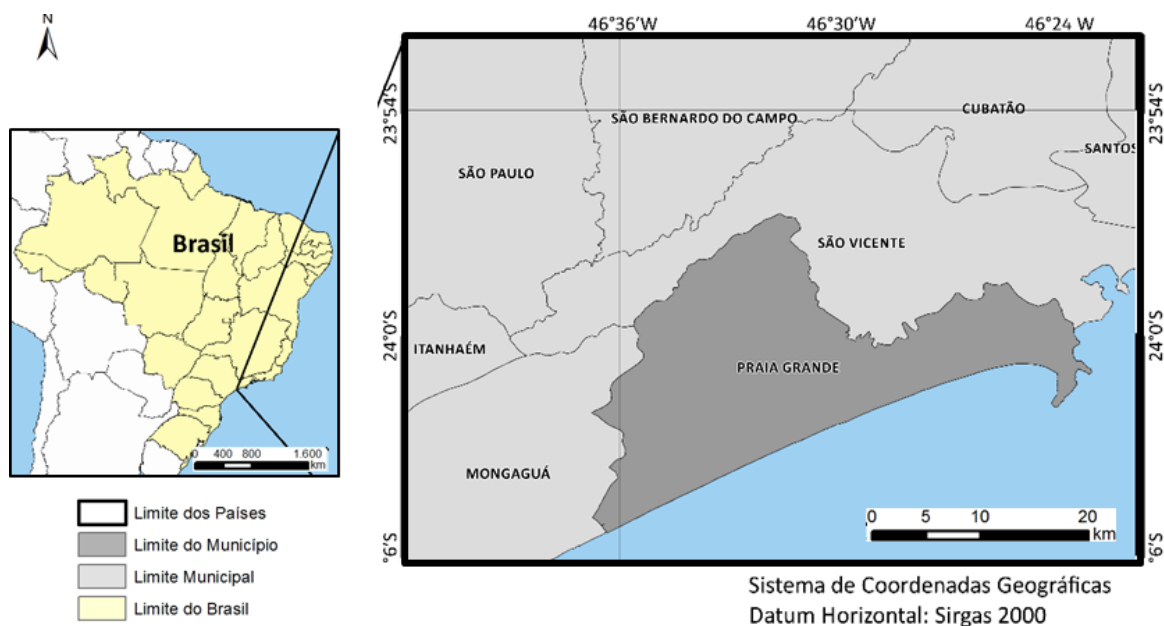 N
46°36'W
46°30'W
46°24'W
23°54'S
23°54'S
CUBATÃO
SÃO BERNARDO DO CAMPO
SANTOS
SÃO PAULO
Brasil
SÃO VICENTE
24°0'S
24°0'S
ITANHAÉM
PRAIA GRANDE
MONGAGUÁ
0 400 800 1.600
km
0 5 10 20
km
°6'S
°6'S
Limite dos Países
Limite do Município
Limite Municipal
Limite do Brasil
Sistema de Coordenadas Geográficas
Datum Horizontal: Sirgas 2000